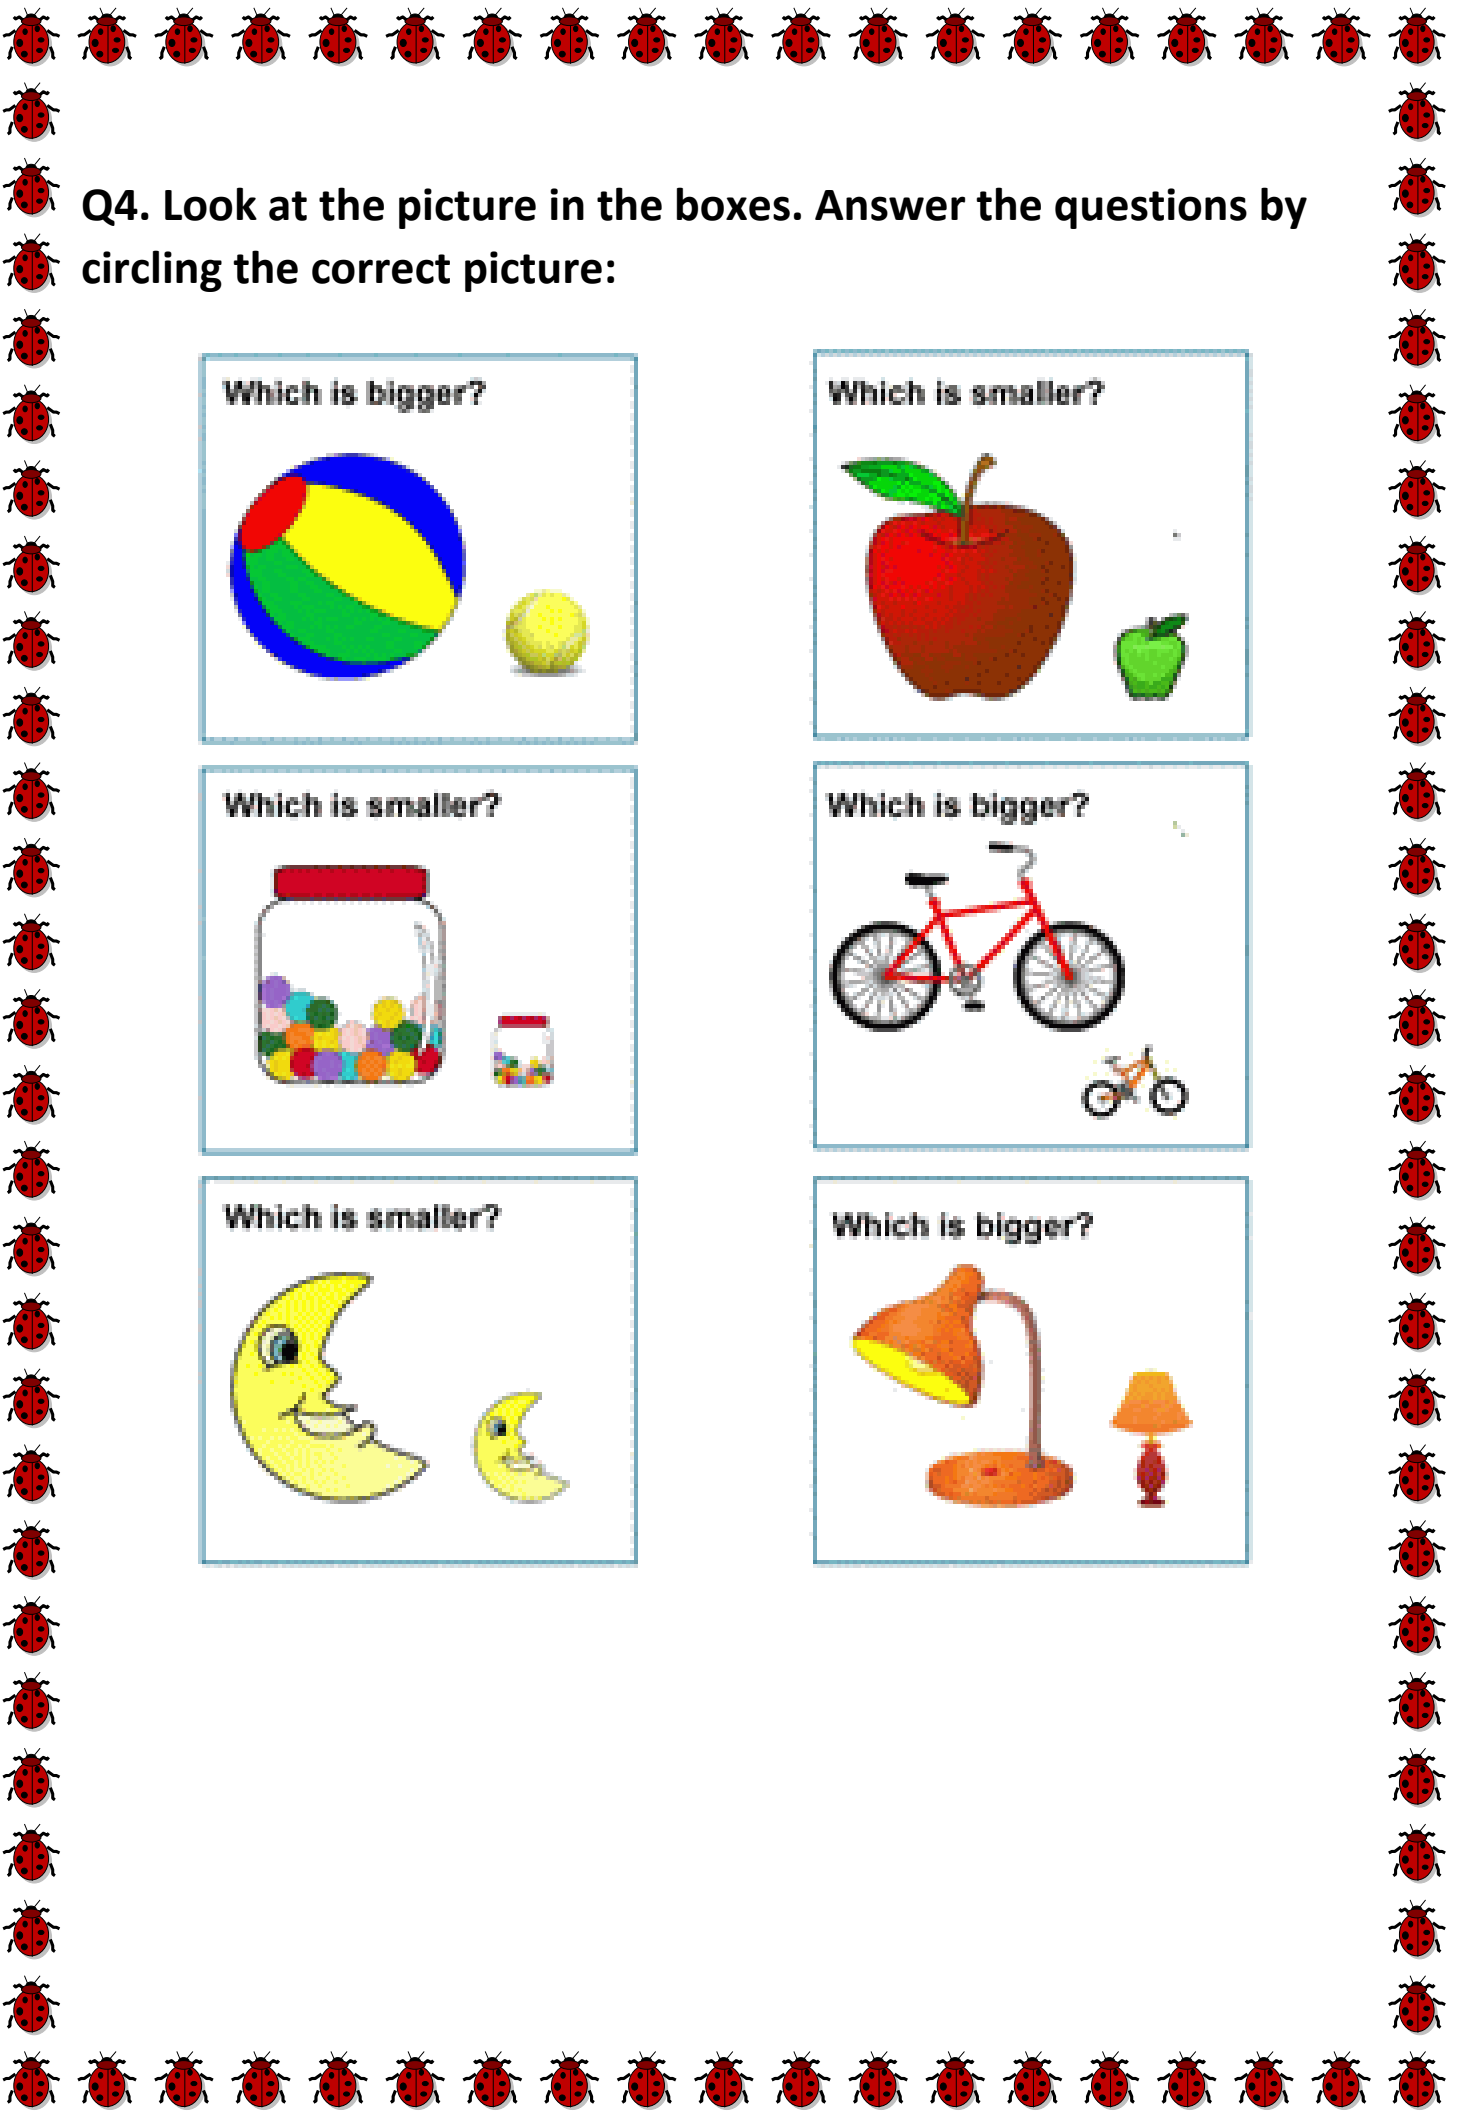 Q4. Look at the picture in the boxes. Answer the questions by
circling the correct picture:
Which is bigger?
Which is smaller?
Which is smaller?
Which is bigger?
Which is smaller?
Which is bigger?